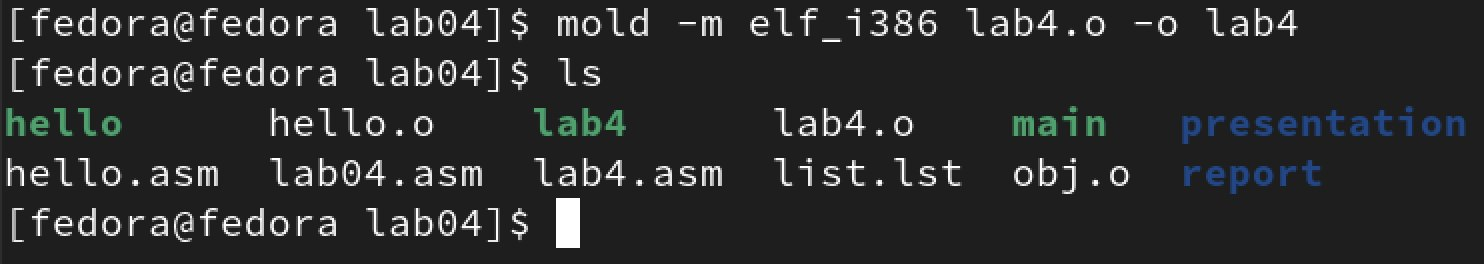 [fedora@fedora lab04]$ mold -m elf_i386 lab4.o -o lab4
[fedora@fedora lab04]$ ls
hello hello.o lab4 lab4.o main presentation
hello.asm lab04.asm lab4.asm list.lst obj.o report
[fedora@fedora lab04]$